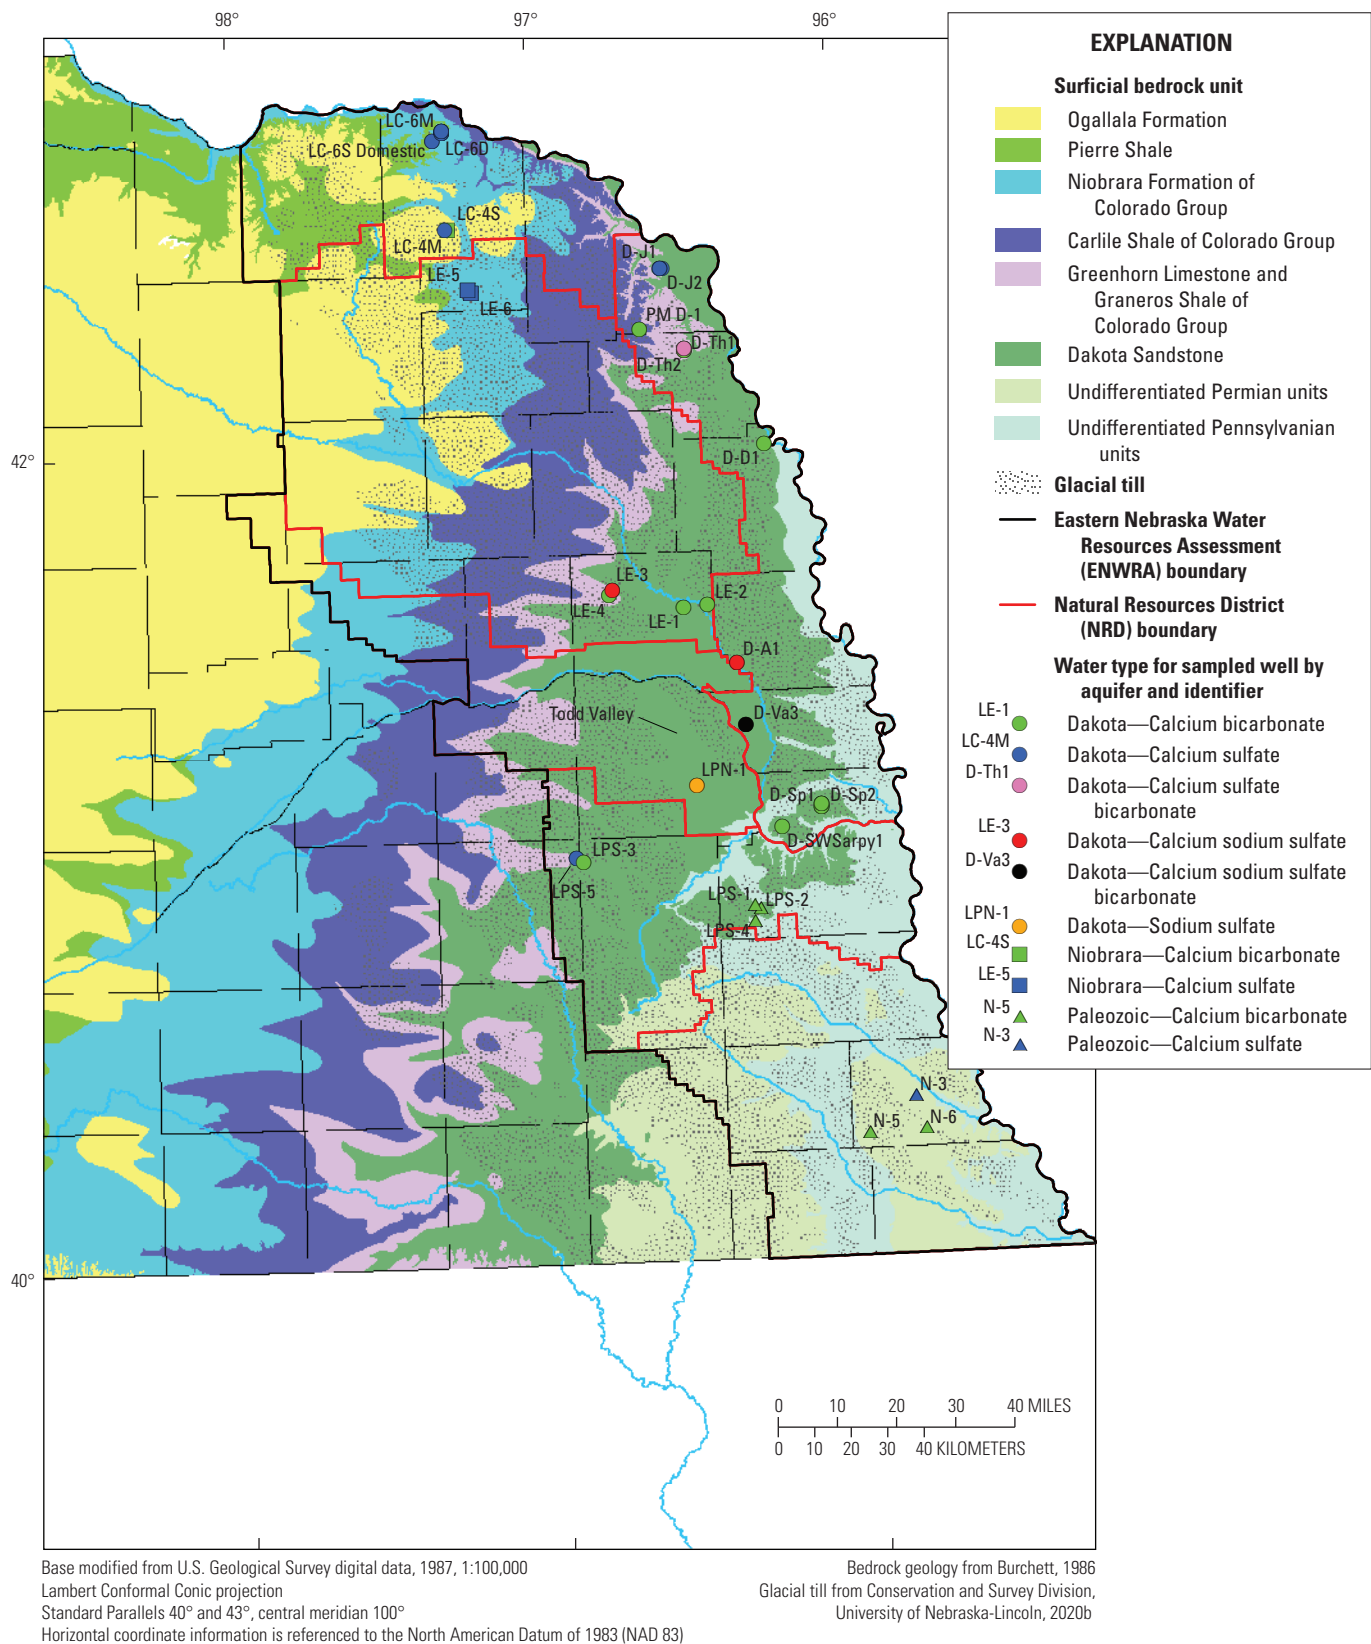 98°
97°
96°
42°
40°
LC-6M
LC-6S Domestic
LC-6D
LC-4S
LC-4M
LE-5
LE-6
D-J1
D-J2
PM D-1
D-Th1
D-Th2
D-D1
LE-3
LE-4
LE-2
LE-1
D-A1
D-Va3
Todd Valley
LPN-1
D-Sp1
D-Sp2
D-SWSarpy1
LPS-3
LPS-5
LPS-1
LPS-2
LPS-4
N-3
N-5
N-6
EXPLANATION
Surficial bedrock unit
Ogallala Formation
Pierre Shale
Niobrara Formation of
Colorado Group
Carlile Shale of Colorado Group
Greenhorn Limestone and
Graneros Shale of
Colorado Group
Dakota Sandstone
Undifferentiated Permian units
Undifferentiated Pennsylvanian
units
Glacial till
Eastern Nebraska Water
Resources Assessment
(ENWRA) boundary
Natural Resources District
(NRD) boundary
Water type for sampled well by
aquifer and identifier
LE-1
Dakota—Calcium bicarbonate
LC-4M
Dakota—Calcium sulfate
D-Th1
Dakota—Calcium sulfate
bicarbonate
LE-3
Dakota—Calcium sodium sulfate
D-Va3
Dakota—Calcium sodium sulfate
bicarbonate
LPN-1
Dakota—Sodium sulfate
LC-4S
Niobrara—Calcium bicarbonate
LE-5
Niobrara—Calcium sulfate
N-5
Paleozoic—Calcium bicarbonate
N-3
Paleozoic—Calcium sulfate
0 10 20 30 40 MILES
0 10 20 30 40 KILOMETERS
Base modified from U.S. Geological Survey digital data, 1987, 1:100,000
Lambert Conformal Conic projection
Standard Parallels 40° and 43°, central meridian 100°
Horizontal coordinate information is referenced to the North American Datum of 1983 (NAD 83)
Bedrock geology from Burchett, 1986
Glacial till from Conservation and Survey Division,
University of Nebraska-Lincoln, 2020b